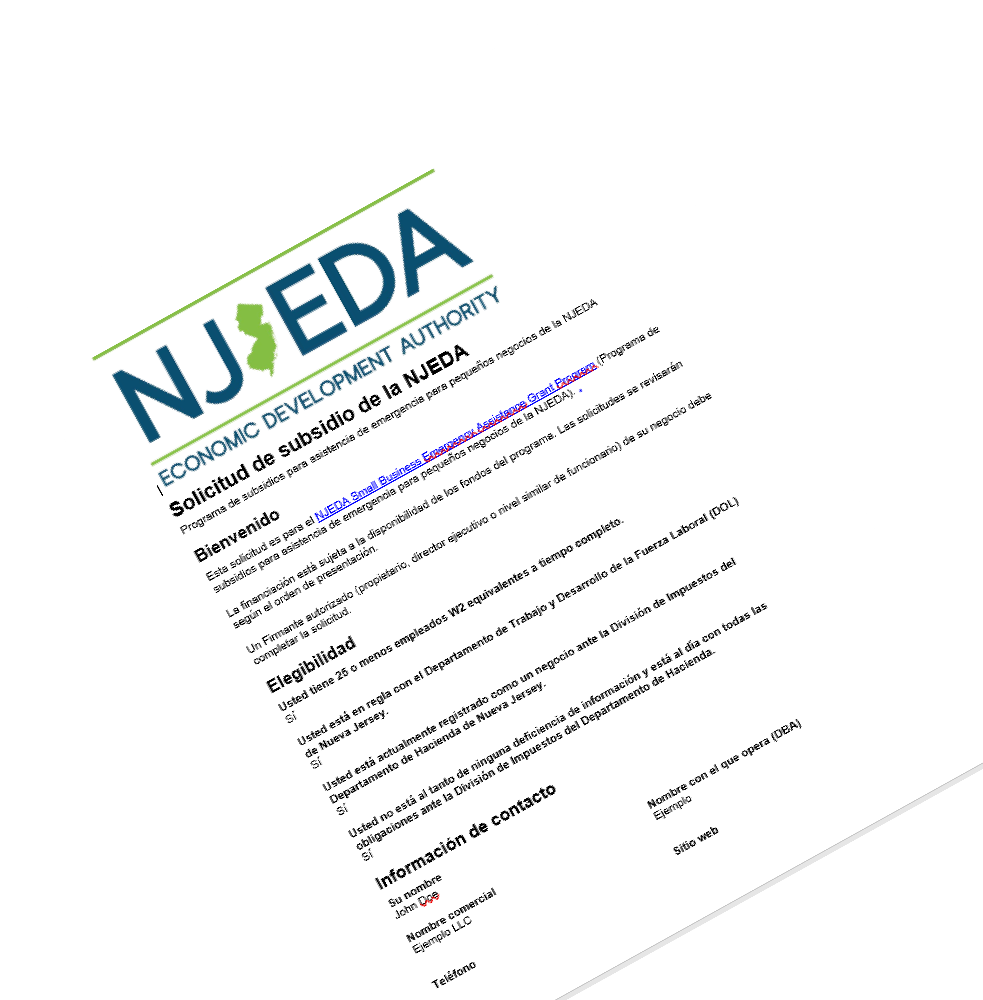 NJEDA
ECONOMIC DEVELOPMENT AUTHORITY
Solicitud de subsidio de la NJEDA
Programa de subsidios para asistencia de emergencia para pequeños negocios de la NJEDA
Bienvenido
Esta solicitud es para el NJEDA Small Business Emergency Assistance Grant Program (Programa de
subsidios para asistencia de emergencia para pequeños negocios de la NJEDA). *
La financiación está sujeta a la disponibilidad de los fondos del programa. Las solicitudes se revisarán
según el orden de presentación.
Un Firmante autorizado (propietario, director ejecutivo o nivel similar de funcionario) de su negocio debe
completar la solicitud.
Elegibilidad
Usted tiene 25 o menos empleados W2 equivalentes a tiempo completo.
Sí
Usted está en regla con el Departamento de Trabajo y Desarrollo de la Fuerza Laboral (DOL)
de Nueva Jersey.
Sí
Usted está actualmente registrado como un negocio ante la División de Impuestos del
Departamento de Hacienda de Nueva Jersey.
Sí
Usted no está al tanto de ninguna deficiencia de información y está al día con todas las
obligaciones ante la División de Impuestos del Departamento de Hacienda.
Sí
Información de contacto
Su nombre
John Doe
Nombre comercial
Ejemplo LLC
Nombre con el que opera (DBA)
Ejemplo
Teléfono
Sitio web